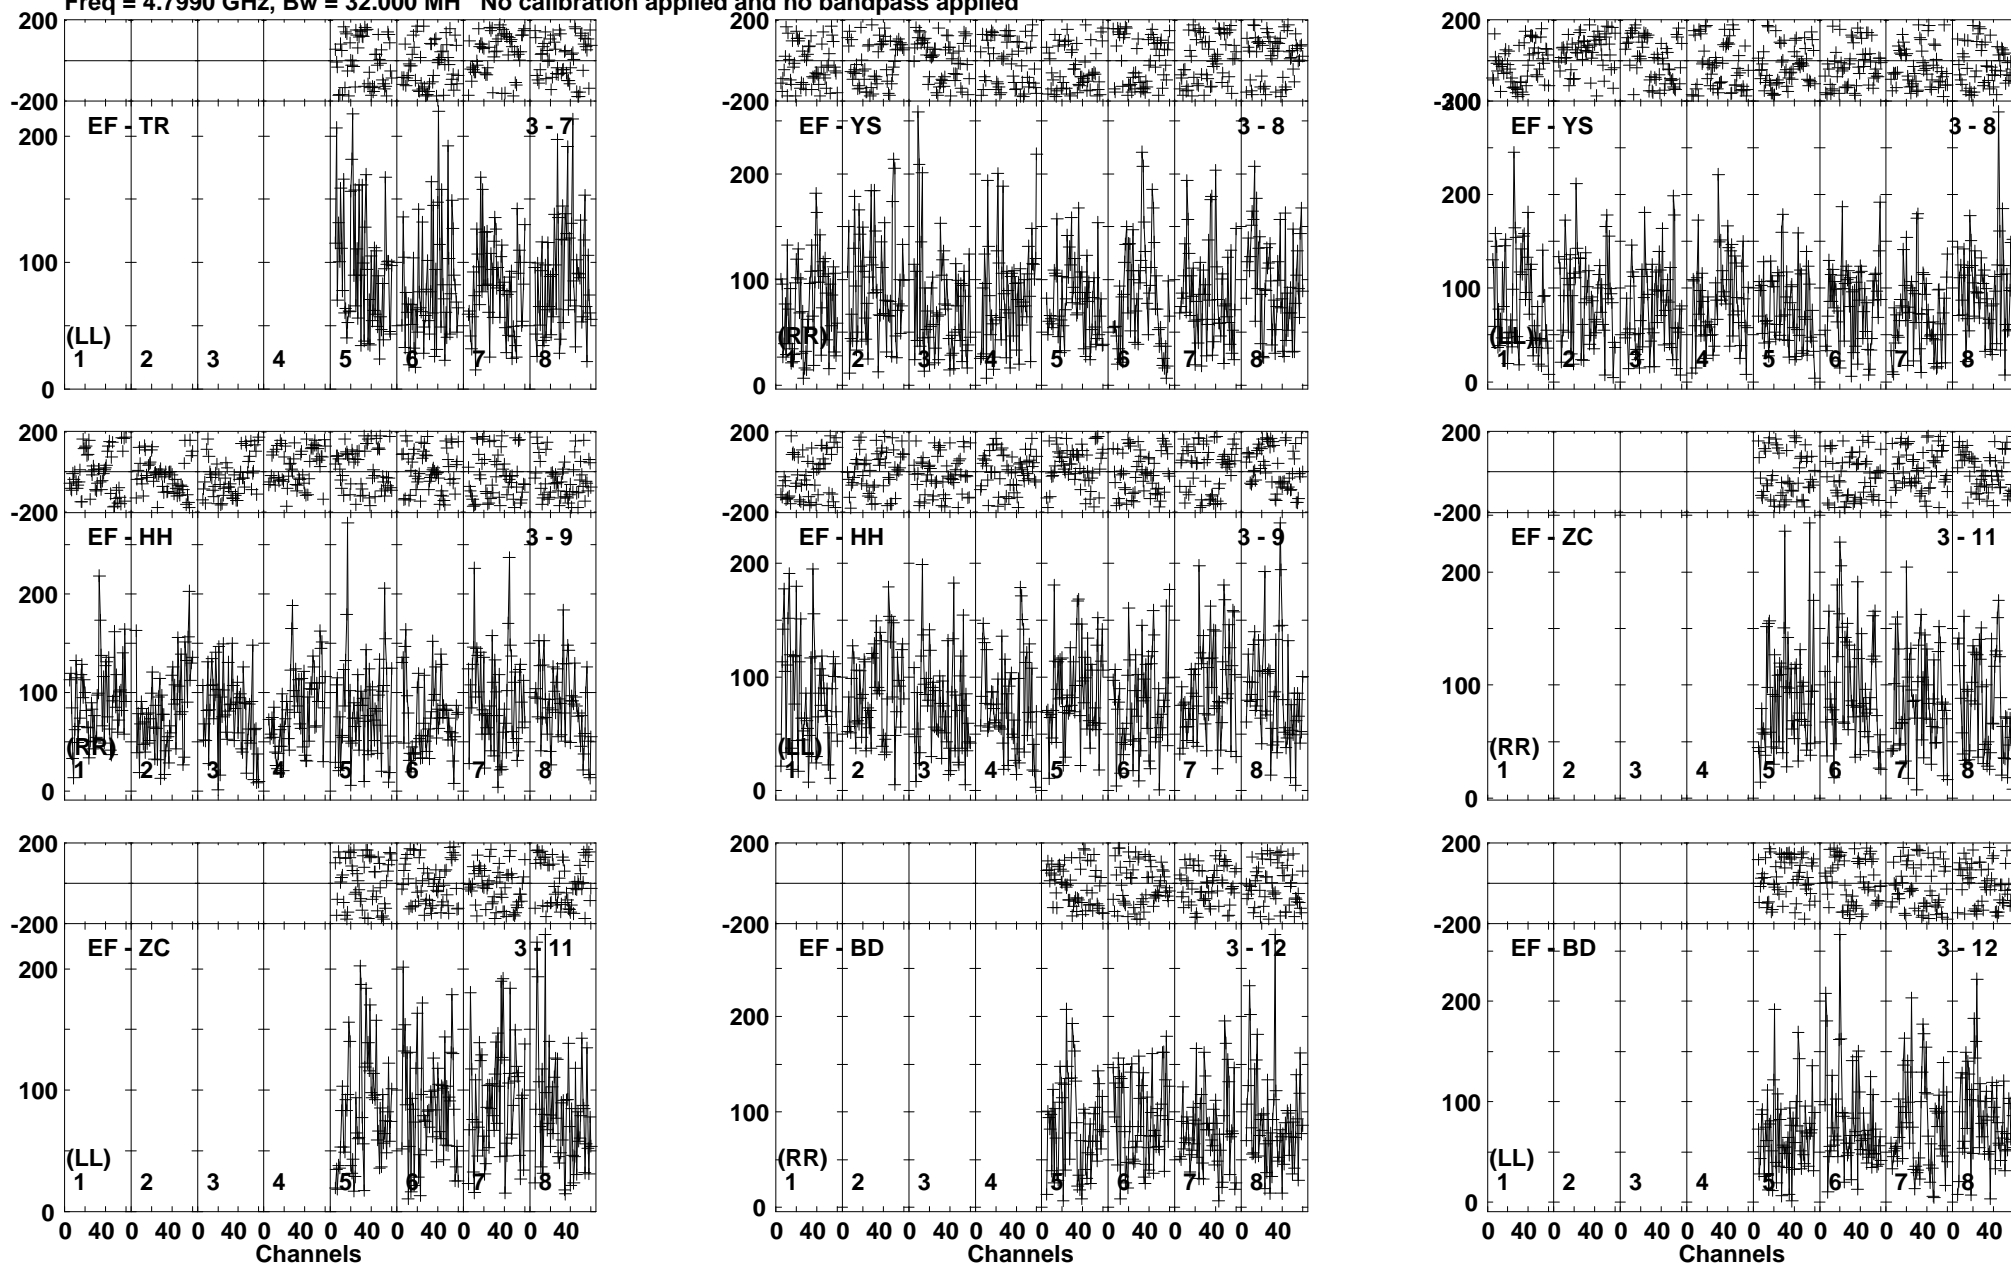 Freq = 4.7990 GHz, Bw = 32.000 MH   No calibration applied and no bandpass applied
200 200 200
-200 -200 -200
EF - TR 3 - 7 EF - YS 3 - 8 EF - YS 3 - 8
300
200 200 200
100 100 100
(LL) (RR) (LL)
1 2 3 4 5 6 7 8 1 2 3 4 5 6 7 8 1 2 3 4 5 6 7 8
0 0 0
200 200 200
-200 -200 -200
EF - HH 3 - 9 EF - HH 3 - 9 EF - ZC 3 - 11
200 200 200
100 100 100
(RR) (LL) (RR)
1 2 3 4 5 6 7 8 1 2 3 4 5 6 7 8 1 2 3 4 5 6 7 8
0 0 0
200 200 200
-200 -200 -200
EF - ZC 3 - 11 EF - BD 3 - 12 EF - BD 3 - 12
200 200 200
100 100 100
(LL) (RR) (LL)
1 2 3 4 5 6 7 8 1 2 3 4 5 6 7 8 1 2 3 4 5 6 7 8
0 0 0
0 40 0 40 0 40 0 40 0 40 0 40 0 40 0 40 0 40 0 40 0 40 0 40 0 40 0 40 0 40 0 40 0 40 0 40 0 40 0 40 0 40 0 40 0 40 0 40
Channels Channels Channels